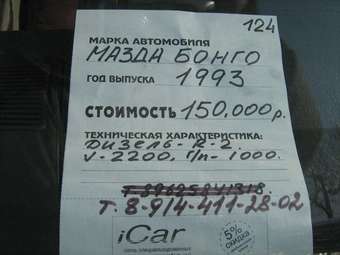 124
МАРКА АВТОМОБИЛЯ
МАЗДА БОНГО
ГОД ВЫПУСКА 1993
СТОИМОСТЬ 150.000 р.
ТЕХНИЧЕСКАЯ ХАРАКТЕРИСТИКА:
ДИЗЕЛЬ - R-2.
V-2200, Г/П-1000.
Т. 8-914-411-28-02
iCar
5%
СКИДКА